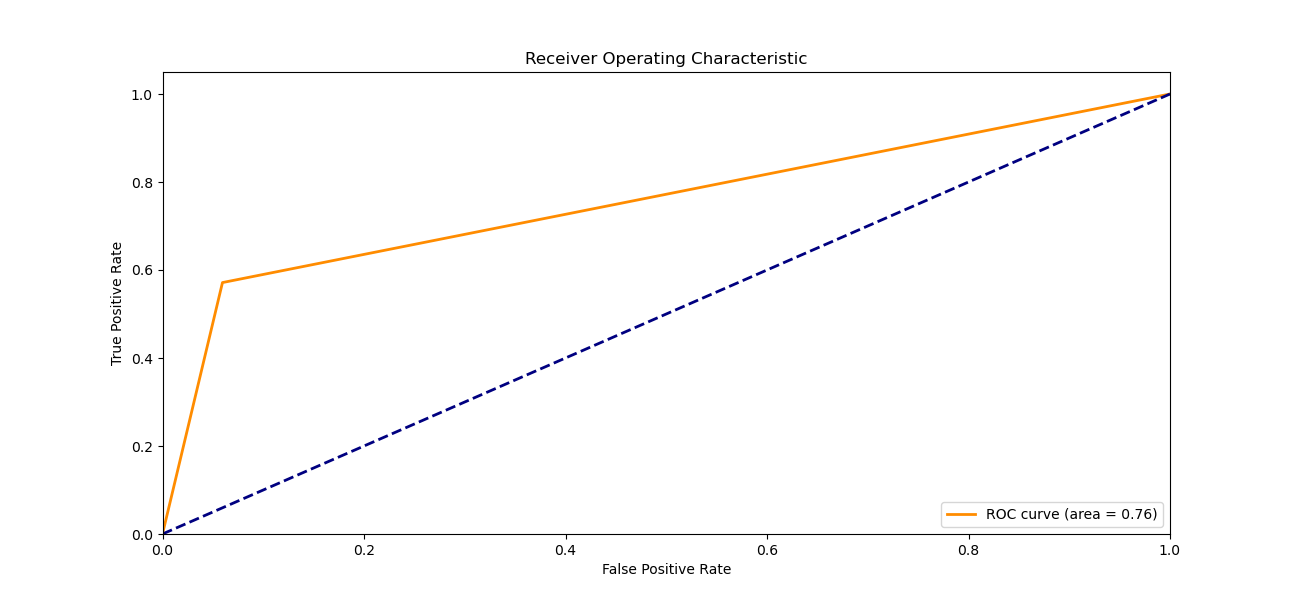 Receiver Operating Characteristic
True Positive Rate
1.0
0.8
0.6
0.4
0.2
0.0
ROC curve (area = 0.76)
0.0 0.2 0.4 0.6 0.8 1.0
False Positive Rate